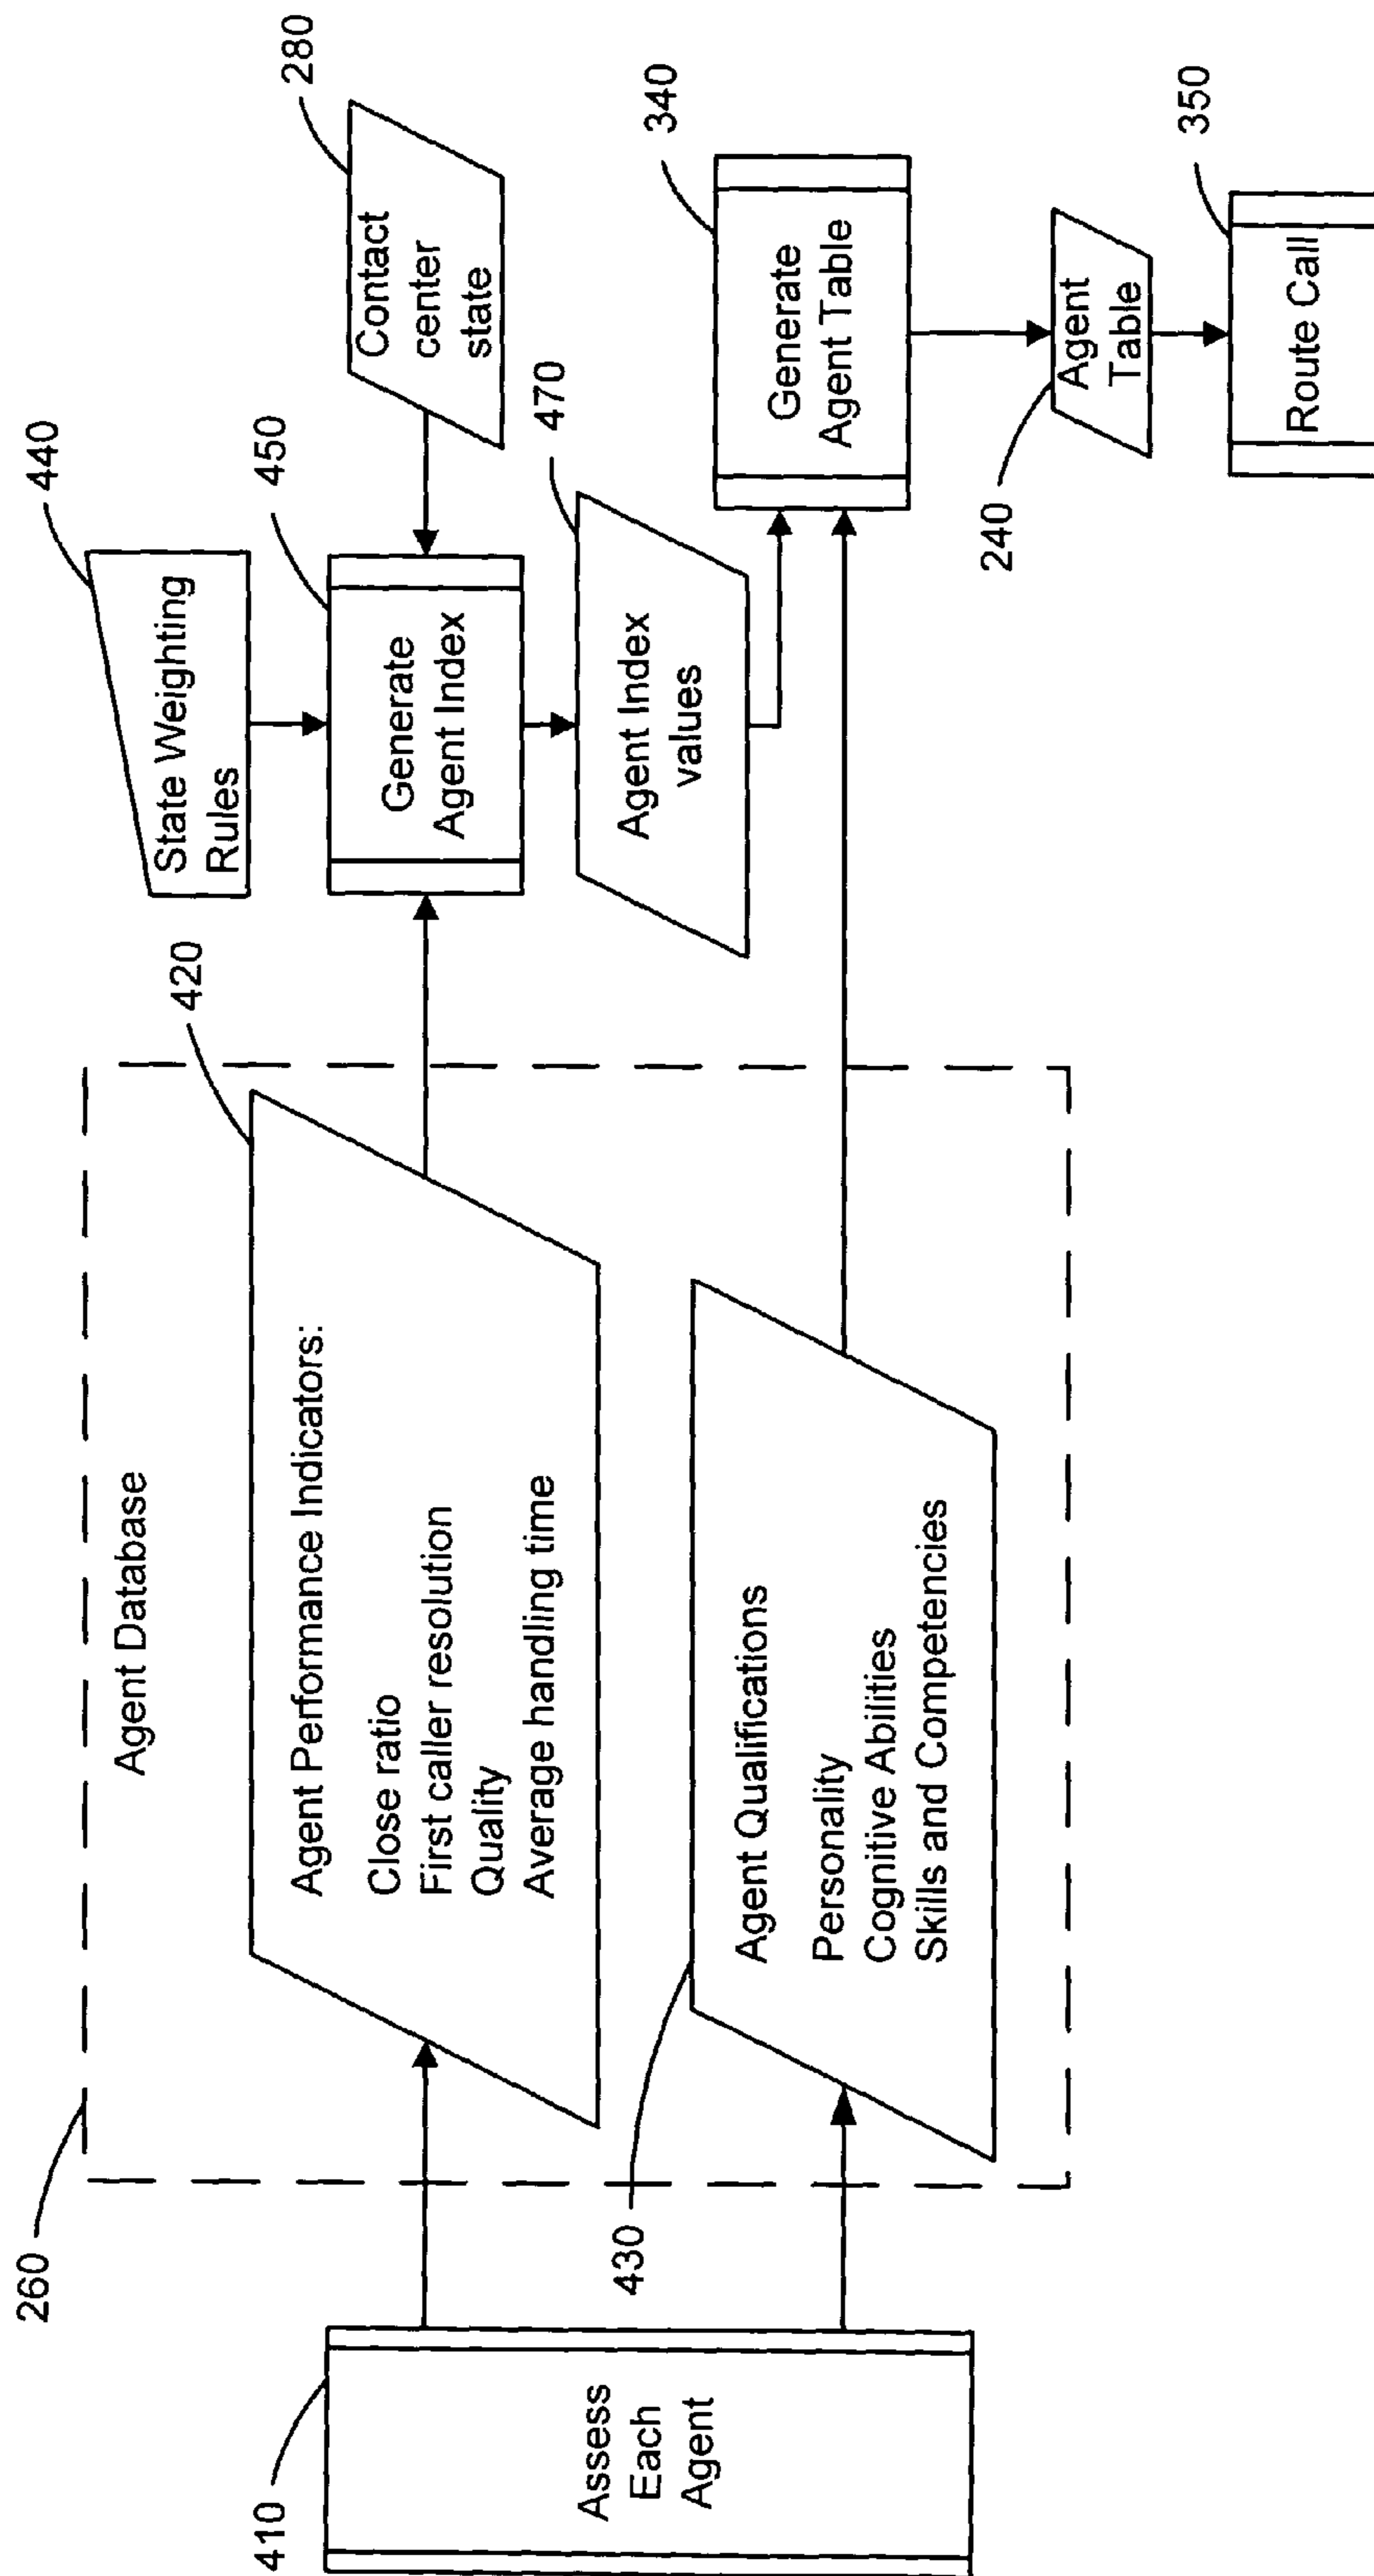 260
Agent Database
410
Assess
Each
Agent
420
Agent Performance Indicators:
Close ratio
First caller resolution
Quality
Average handling time
430
Agent Qualifications
Personality
Cognitive Abilities
Skills and Competencies
440
State Weighting
Rules
450
Generate
Agent Index
280
Contact
center
state
470
Agent Index
values
340
Generate
Agent Table
240
Agent
Table
350
Route Call